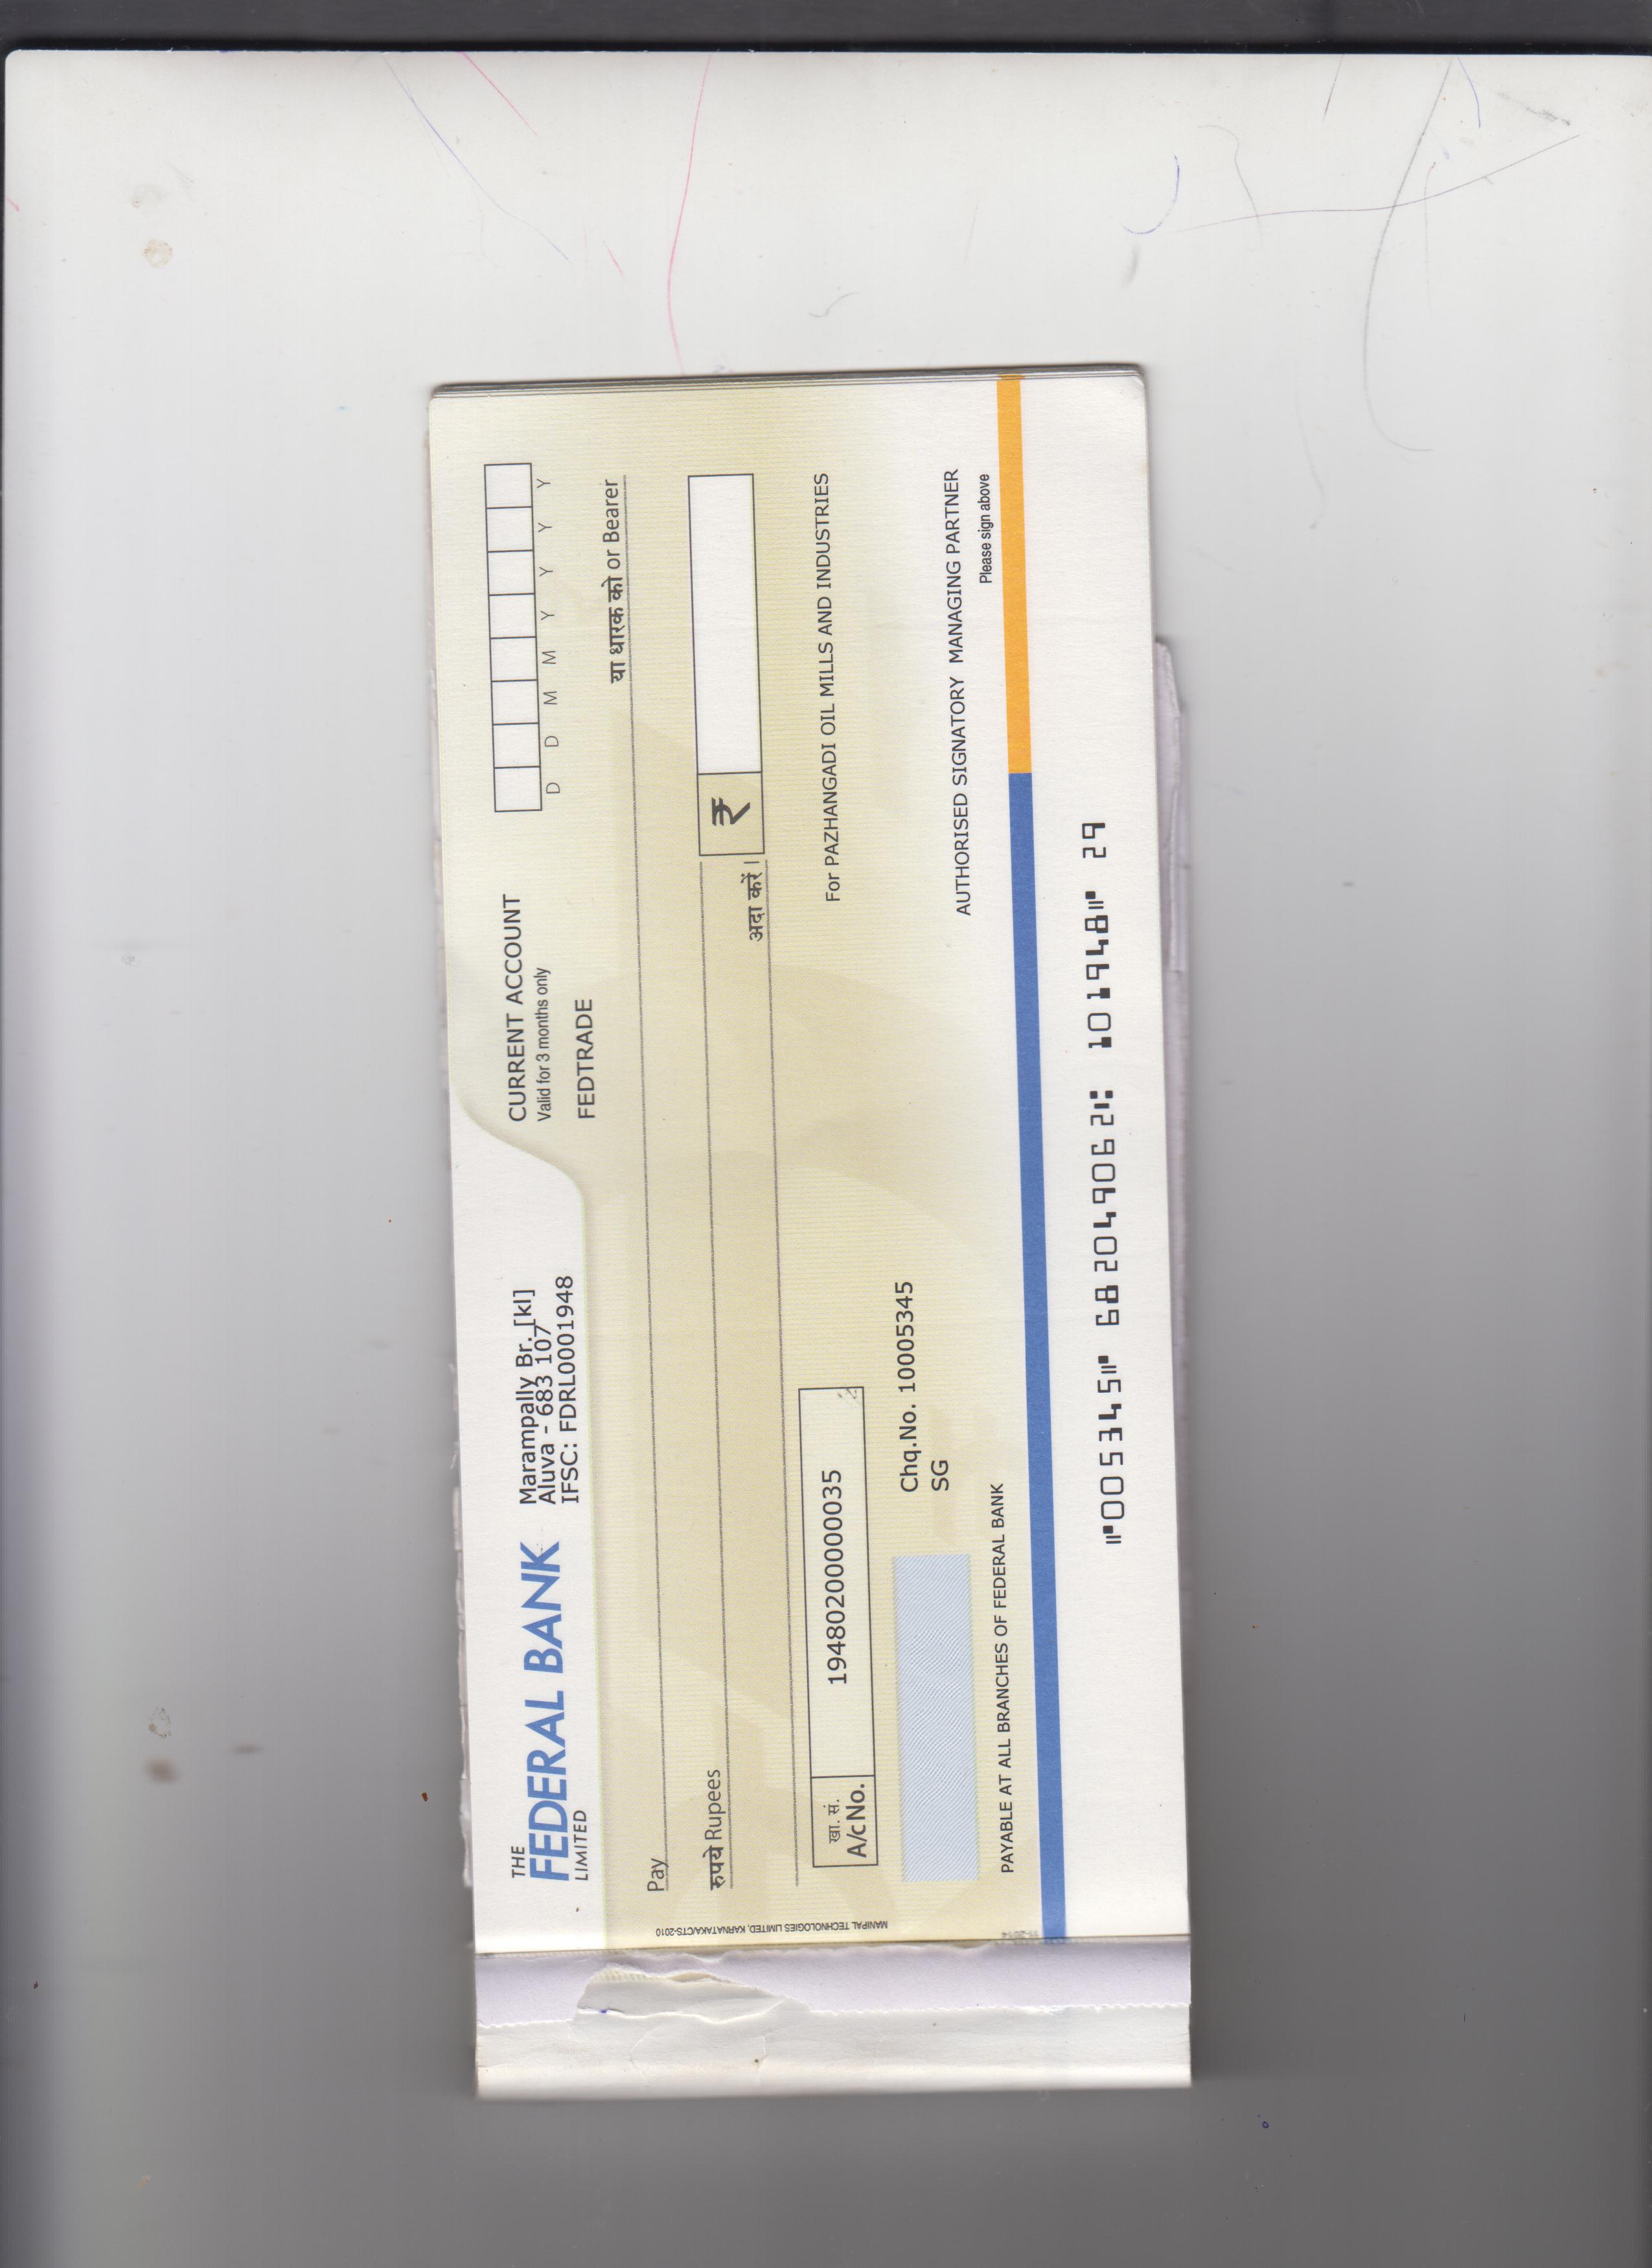 THE
FEDERAL BANK
LIMITED
Marampally Br. [kl]
Aluva - 683 107
IFSC: FDRL0001948
CURRENT ACCOUNT
Valid for 3 months only
FEDTRADE
D D M M Y Y Y Y
Pay या धारक को or Bearer
रुपये Rupees
अदा करें। ₹
खा. सं.
A/c No. 19480200000035
For PAZHANGADI OIL MILLS AND INDUSTRIES
Chq.No. 10005345
SG
AUTHORISED SIGNATORY MANAGING PARTNER
Please sign above
PAYABLE AT ALL BRANCHES OF FEDERAL BANK
MANIPAL TECHNOLOGIES LIMITED, KARNATAKA/CTS-2010
⑈005345⑈ 682049062⑆ 101948⑈ 29